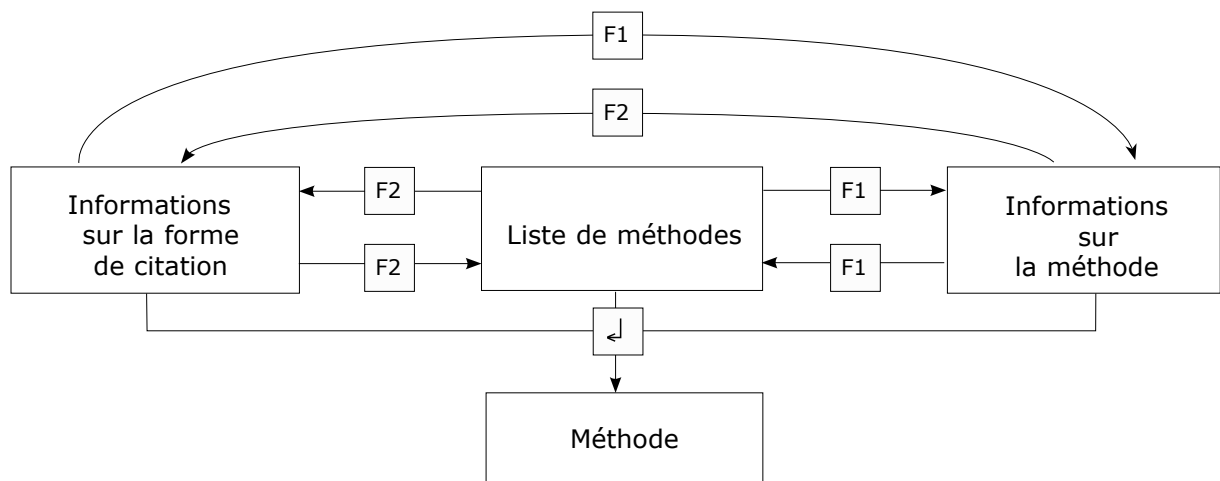 F1
F2
Informations
sur la forme
de citation
F2
F2
Liste de méthodes
F1
F1
Informations
sur
la méthode
↲
Méthode